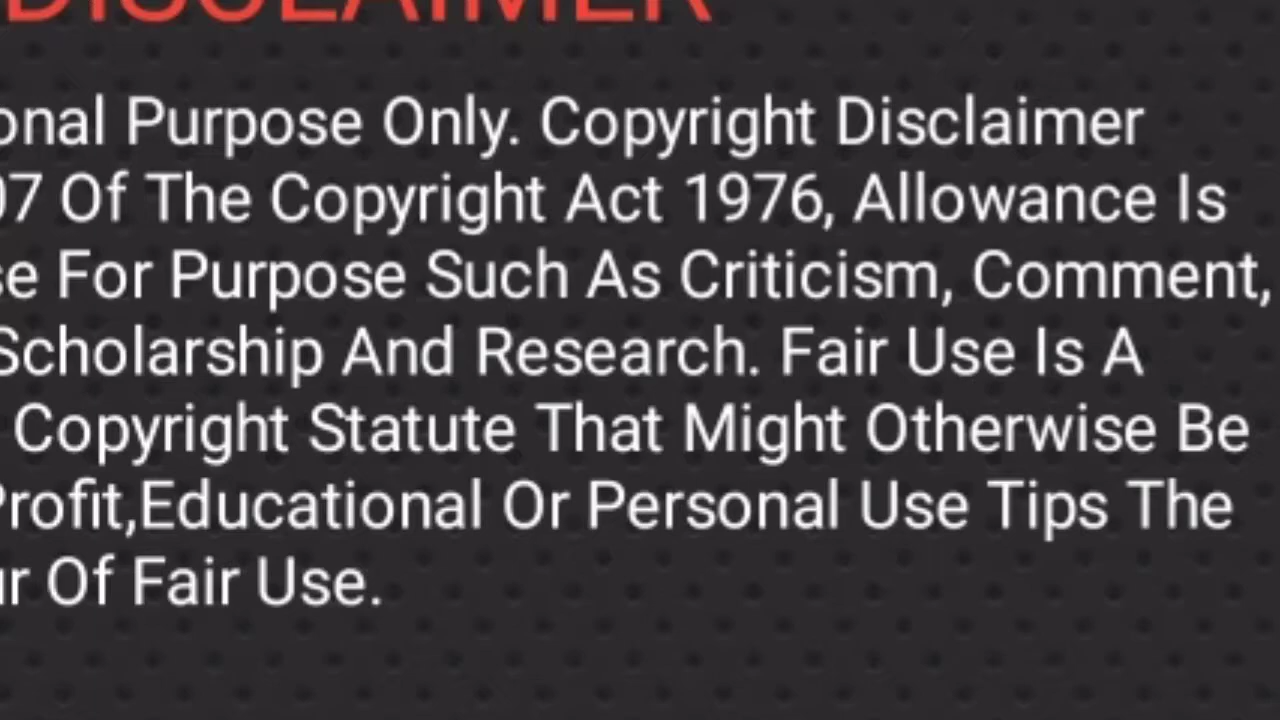 DISCLAIMER
onal Purpose Only. Copyright Disclaimer
07 Of The Copyright Act 1976, Allowance Is
se For Purpose Such As Criticism, Comment,
Scholarship And Research. Fair Use Is A
Copyright Statute That Might Otherwise Be
Profit,Educational Or Personal Use Tips The
ur Of Fair Use.